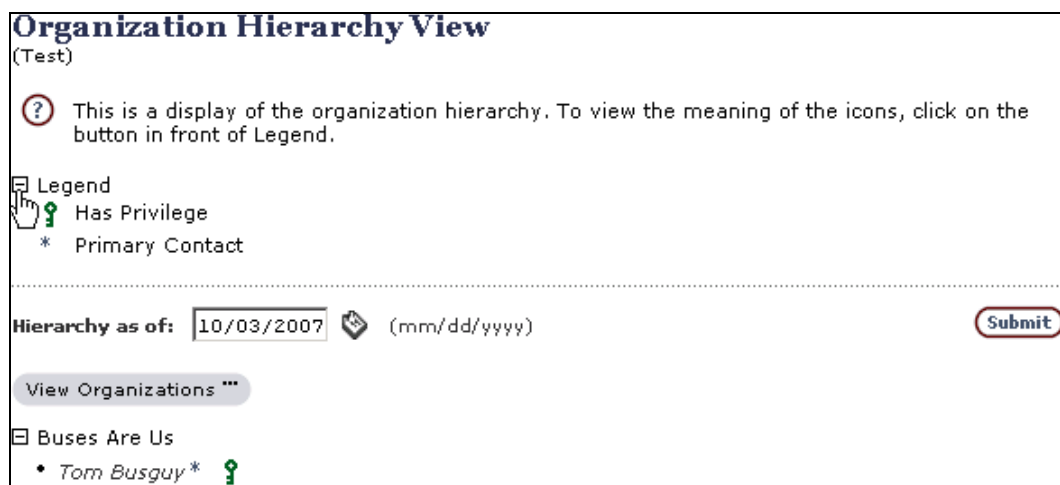 Organization Hierarchy View
(Test)
? This is a display of the organization hierarchy. To view the meaning of the icons, click on the
button in front of Legend.
Legend
Has Privilege
* Primary Contact
Hierarchy as of: 10/03/2007 (mm/dd/yyyy) Submit
View Organizations ...
Buses Are Us
• Tom Busguy *